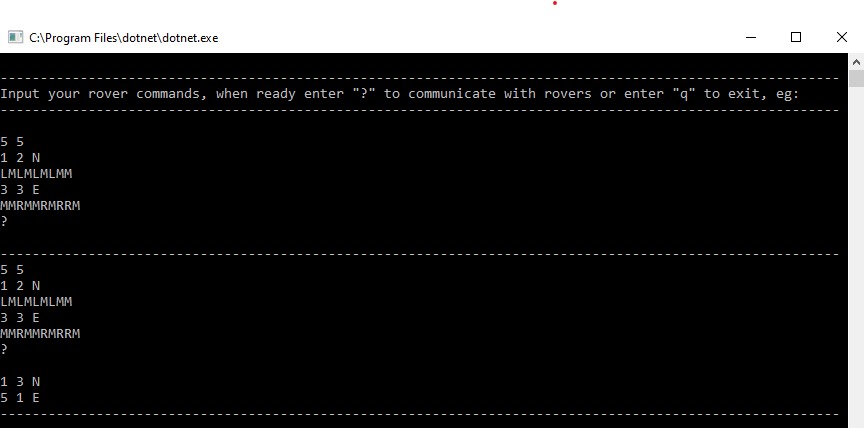 C:\Program Files\dotnet\dotnet.exe
--------------------------------------------------------------------------------------------------------
Input your rover commands, when ready enter "?" to communicate with rovers or enter "q" to exit, eg:
--------------------------------------------------------------------------------------------------------
5 5
1 2 N
LMLMLMLMM
3 3 E
MMRMMRMRRM
?
--------------------------------------------------------------------------------------------------------
5 5
1 2 N
LMLMLMLMM
3 3 E
MMRMMRMRRM
?
1 3 N
5 1 E
--------------------------------------------------------------------------------------------------------